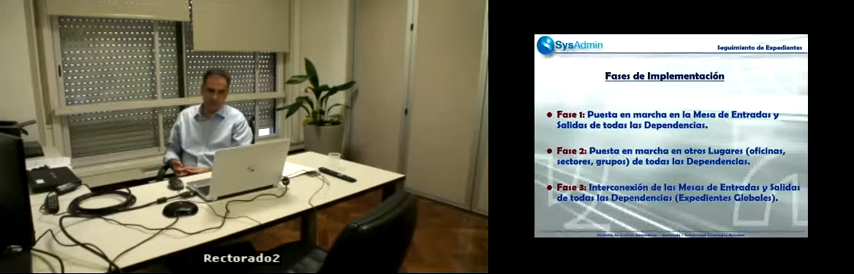 Rectorado2
SysAdmin
Seguimiento de Expedientes
Fases de Implementación
Fase 1: Puesta en marcha en la Mesa de Entradas y
Salidas de todas las Dependencias.
Fase 2: Puesta en marcha en otros Lugares (oficinas,
sectores, grupos) de todas las Dependencias.
Fase 3: Interconexión de las Mesas de Entradas y Salidas
de todas las Dependencias (Expedientes Globales).